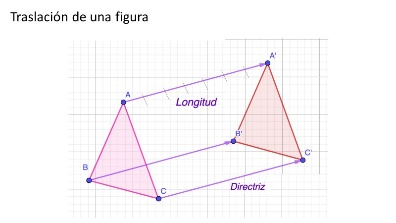 Traslación de una figura
A'
A
Longitud
B'
C'
B
C
Directriz